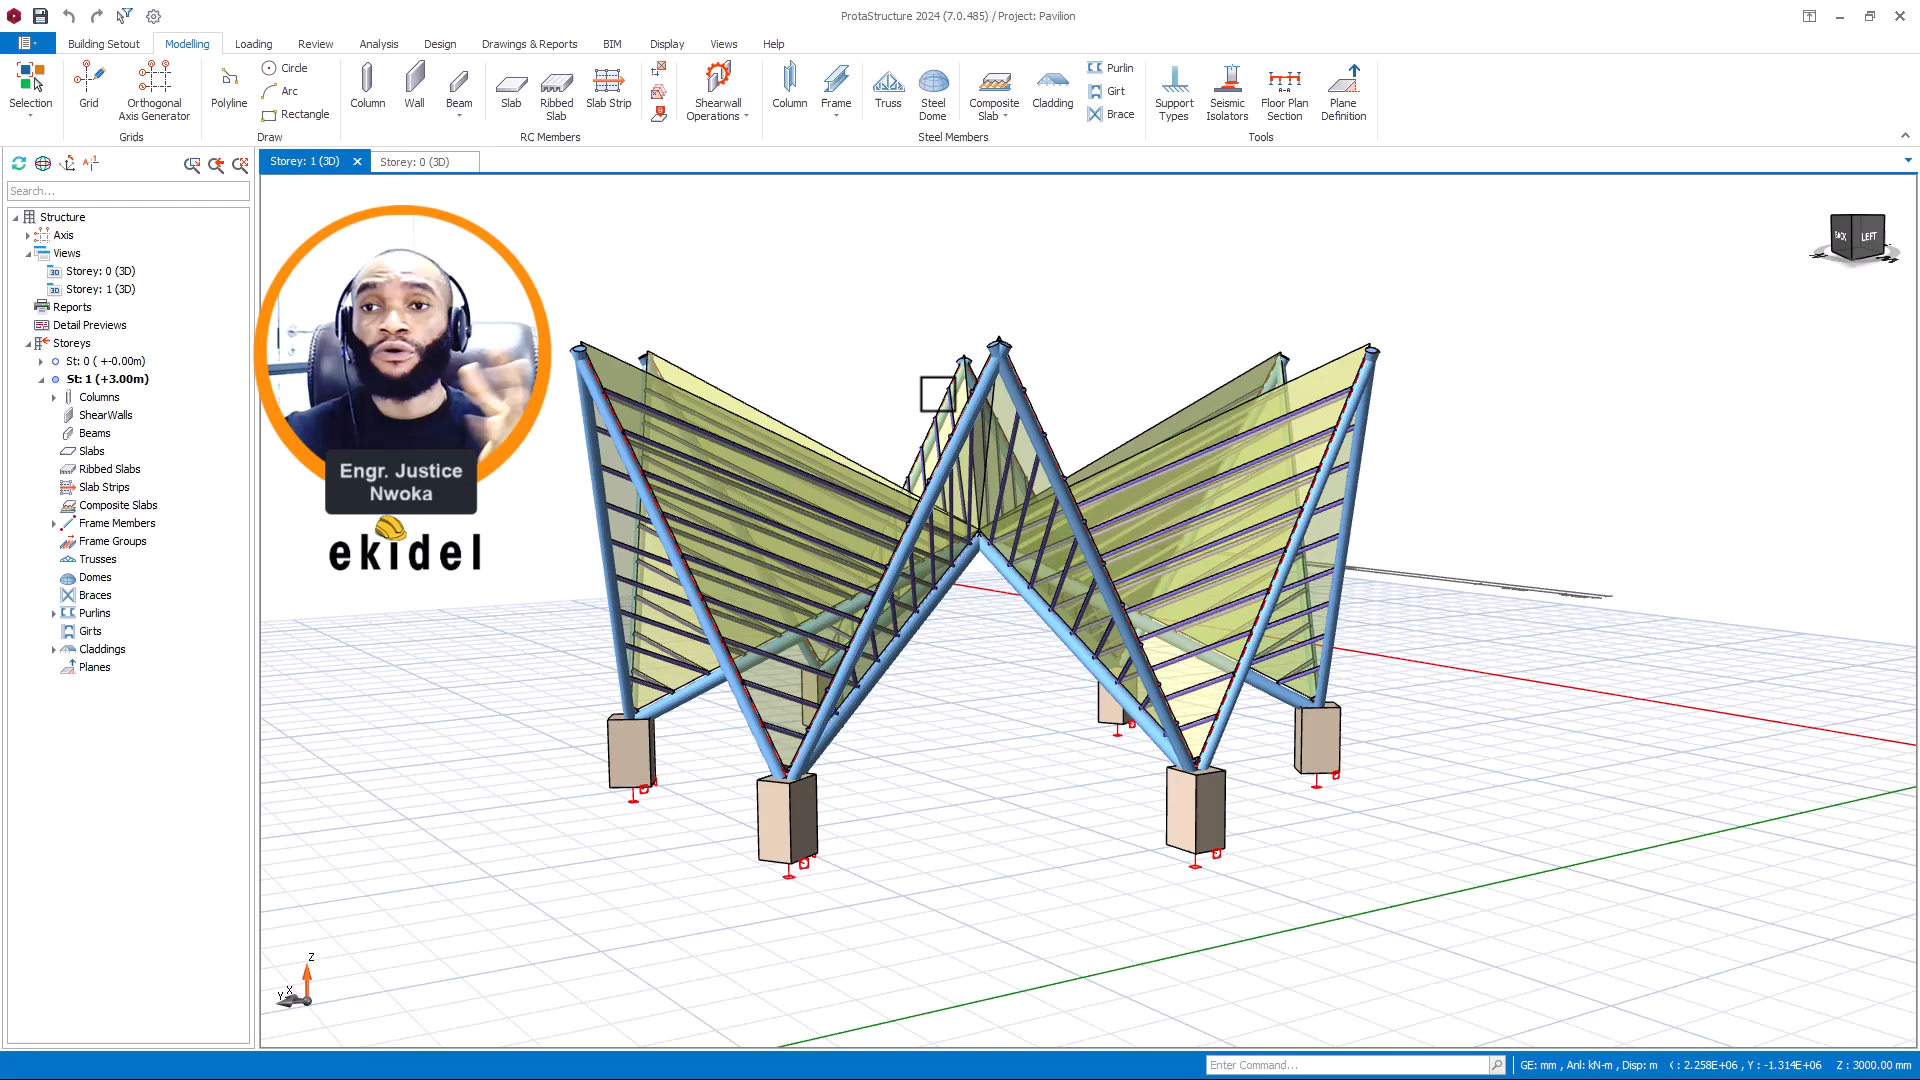 ProtaStructure 2024 (7.0.485) / Project: Pavilion
Building Setout
Modelling
Loading
Review
Analysis
Design
Drawings & Reports
BIM
Display
Views
Help
Selection
Grid
Orthogonal
Axis Generator
Grids
Polyline
Circle
Arc
Rectangle
Draw
Column
Wall
Beam
Slab
Ribbed
Slab
Slab Strip
Shearwall
Operations
RC Members
Column
Frame
Truss
Steel
Dome
Composite
Slab
Cladding
Purlin
Girt
Brace
Steel Members
Support
Types
Seismic
Isolators
Floor Plan
Section
Plane
Definition
Tools
Storey: 1 (3D)
Storey: 0 (3D)
Search...
Structure
Axis
Views
Storey: 0 (3D)
Storey: 1 (3D)
Reports
Detail Previews
Storeys
St: 0 ( +-0.00m)
St: 1 (+3.00m)
Columns
ShearWalls
Beams
Slabs
Ribbed Slabs
Slab Strips
Composite Slabs
Frame Members
Frame Groups
Trusses
Domes
Braces
Purlins
Girts
Claddings
Planes
Engr. Justice
Nwoka
ekidel
BACK
LEFT
Z
X
Y
Enter Command...
GE: mm , Anl: kN-m , Disp: m
: 2.258E+06 , Y : -1.314E+06
Z : 3000.00 mm